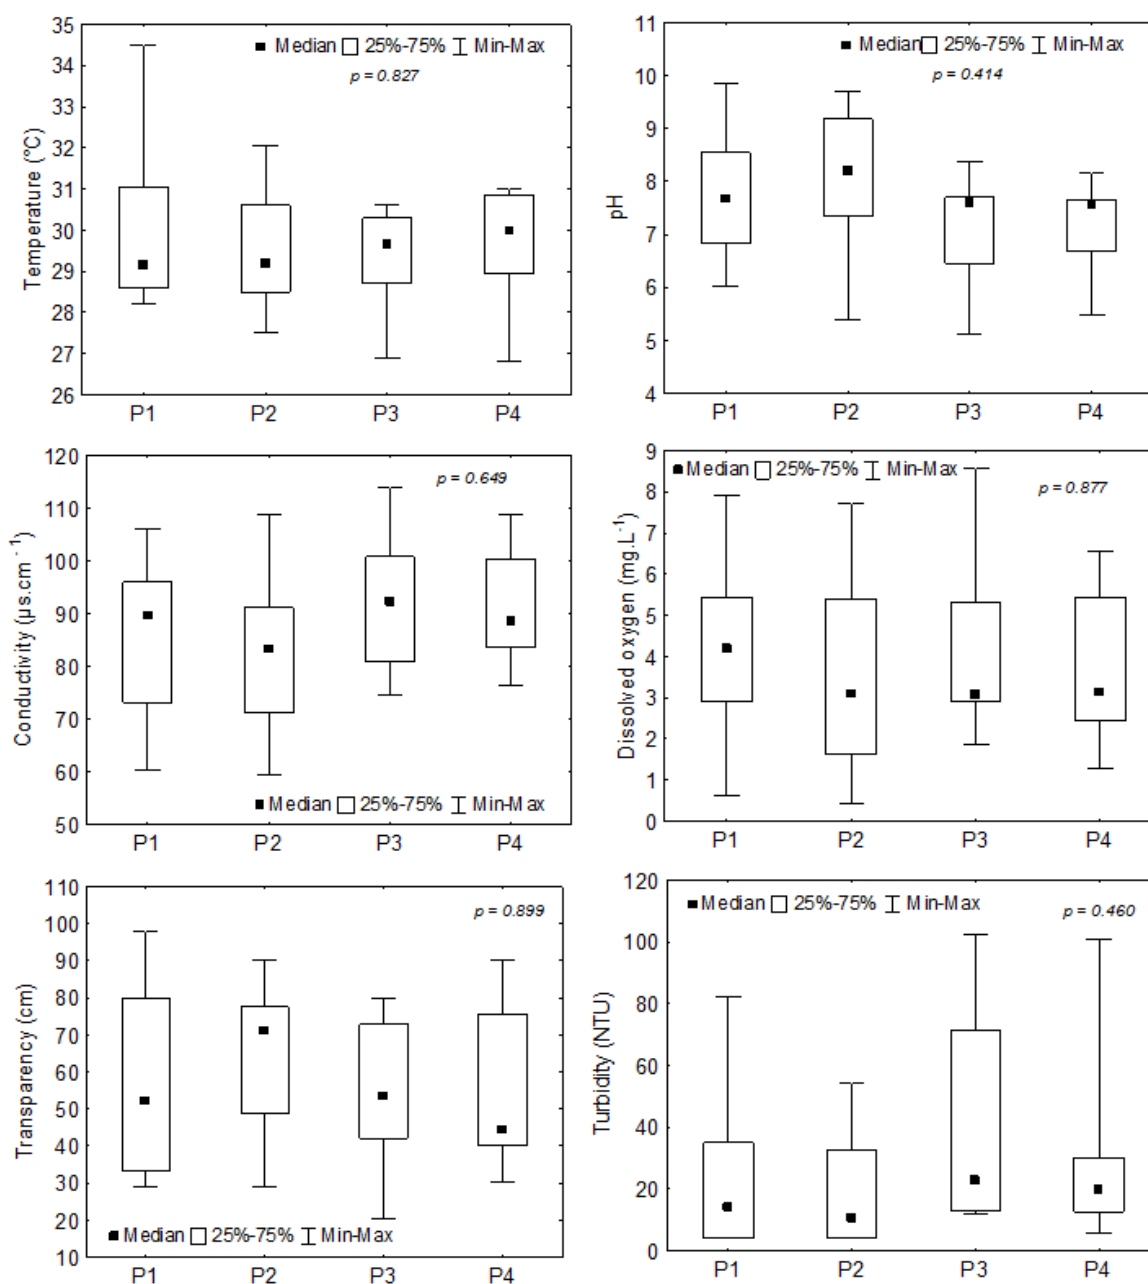 Temperature (°C)
35
34
33
32
31
30
29
28
27
26
Median 25%-75% Min-Max
p = 0.827
P1 P2 P3 P4
pH
11
10
9
8
7
6
5
4
Median 25%-75% Min-Max
p = 0.414
P1 P2 P3 P4
Conductivity (µs.cm⁻¹)
120
110
100
90
80
70
60
50
p = 0.649
Median 25%-75% Min-Max
P1 P2 P3 P4
Dissolved oxygen (mg.L⁻¹)
9
8
7
6
5
4
3
2
1
0
Median 25%-75% Min-Max
p = 0.877
P1 P2 P3 P4
Transparency (cm)
110
100
90
80
70
60
50
40
30
20
10
p = 0.899
Median 25%-75% Min-Max
P1 P2 P3 P4
Turbidity (NTU)
120
100
80
60
40
20
0
Median 25%-75% Min-Max
p = 0.460
P1 P2 P3 P4